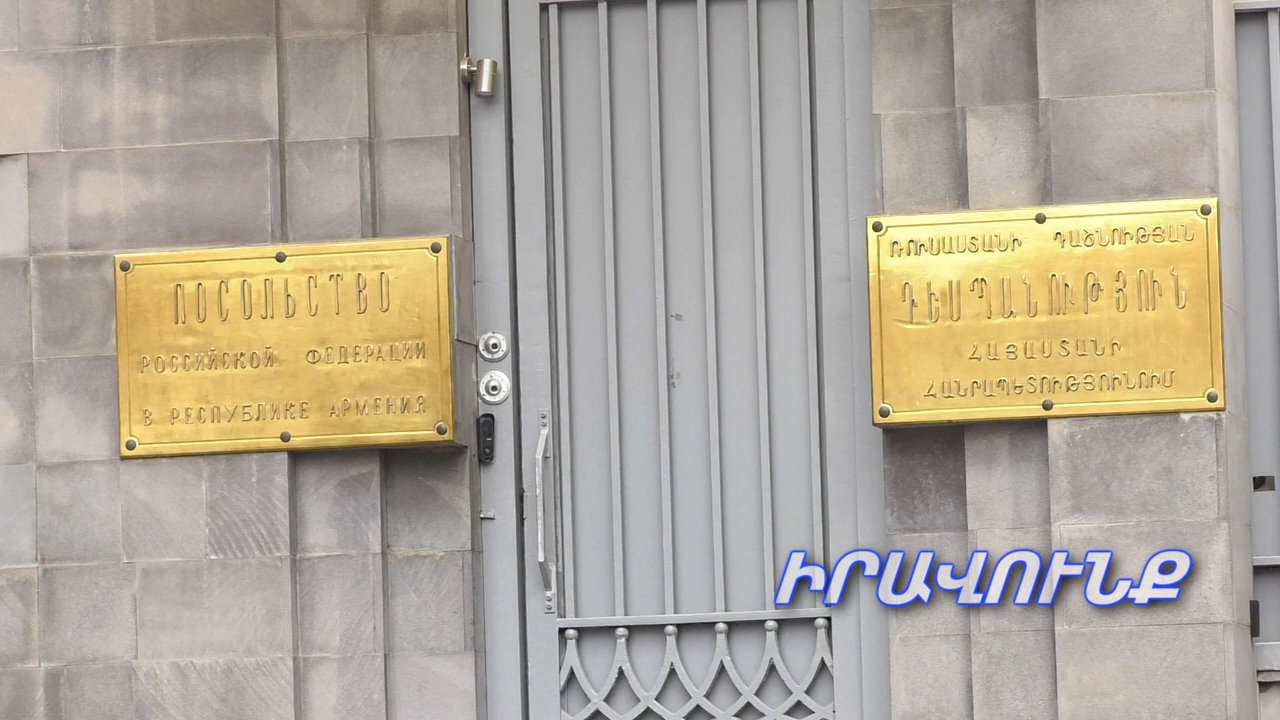 ПОСОЛЬСТВО
РОССИЙСКОЙ ФЕДЕРАЦИИ
В РЕСПУБЛИКЕ АРМЕНИЯ
ՌՈՒՍԱՍՏԱՆԻ ԴԱՇՆՈՒԹՅԱՆ
ԴԵՍՊԱՆՈՒԹՅՈՒՆ
ՀԱՅԱՍՏԱՆԻ
ՀԱՆՐԱՊԵՏՈՒԹՅՈՒՆՈՒՄ
ԻՐԱՎՈՒՆՔ